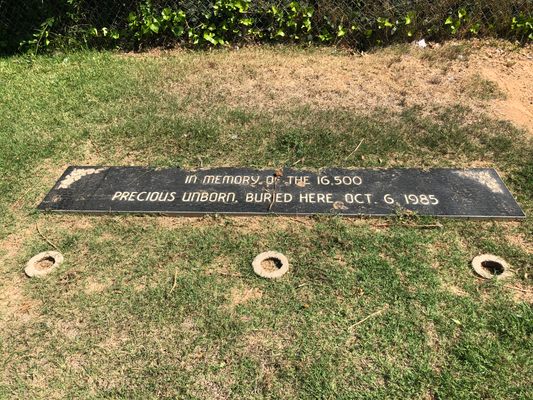 IN MEMORY OF THE 16,500
PRECIOUS UNBORN, BURIED HERE, OCT. 6, 1985